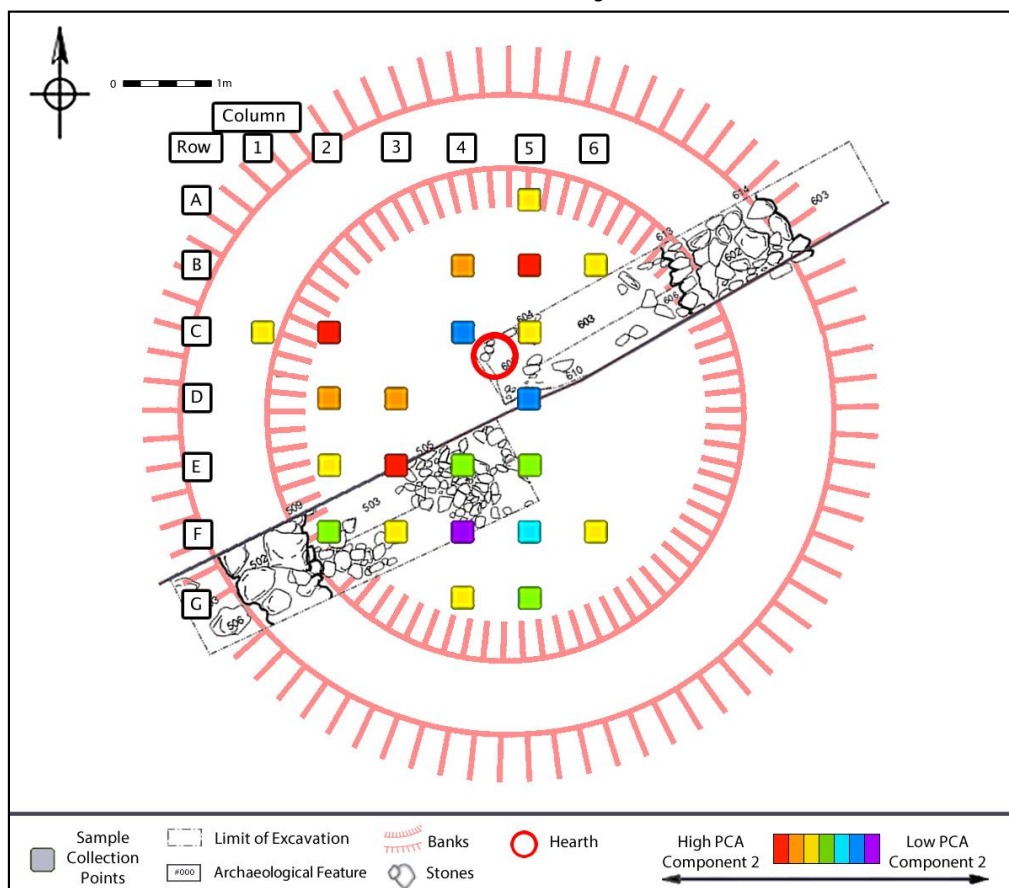 0 1m
Column
Row 1 2 3 4 5 6
A
614
603
B
613
602
606
C
604
603
610
D
505
E
503
509
F
502
G
506
Sample
Collection
Points
Limit of Excavation
#000 Archaeological Feature
Banks
Stones
Hearth
High PCA
Component 2
Low PCA
Component 2